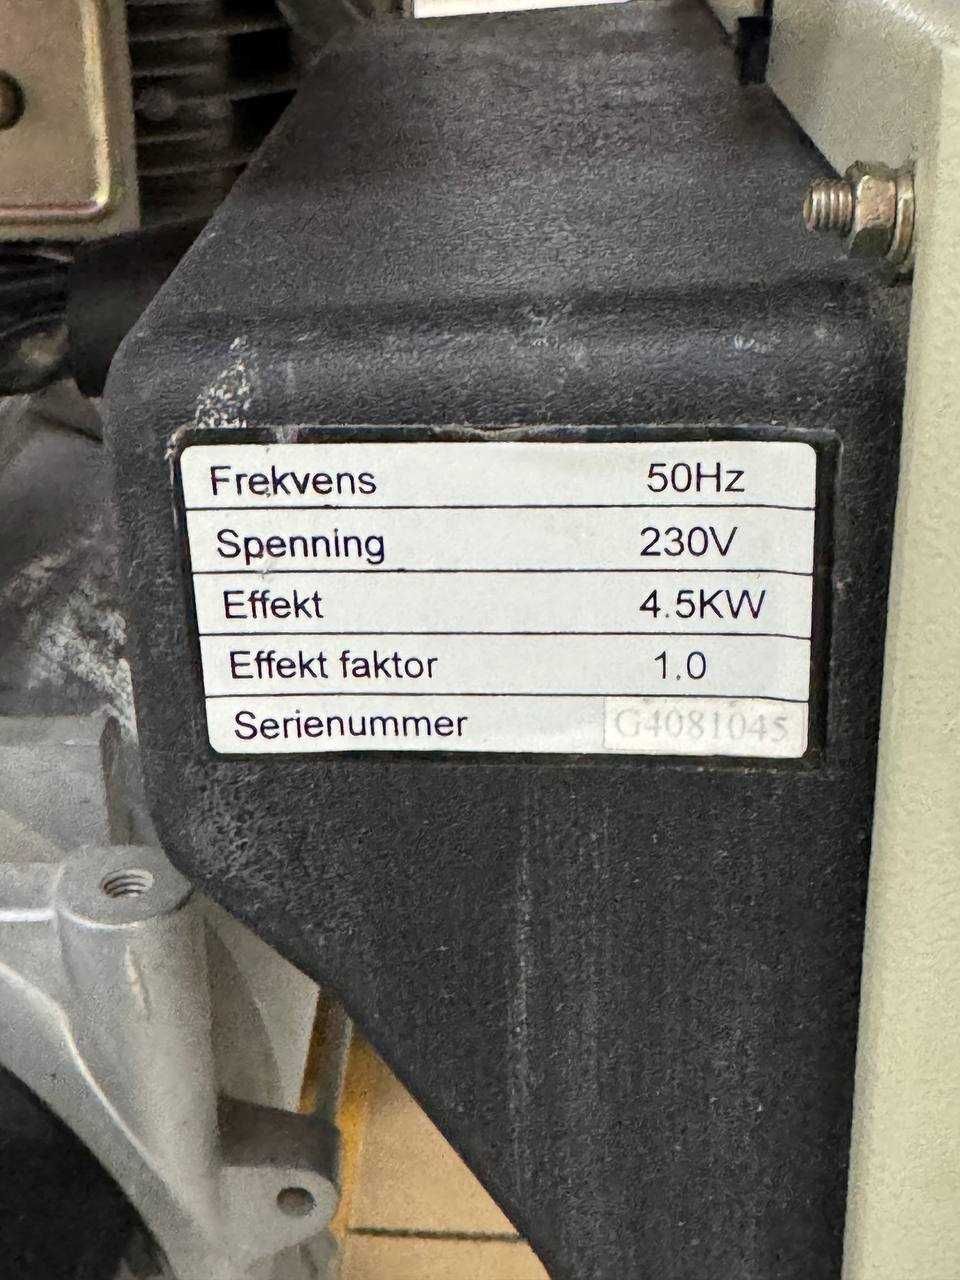 Frekvens 50Hz
Spenning 230V
Effekt 4.5KW
Effekt faktor 1.0
Serienummer G4081045